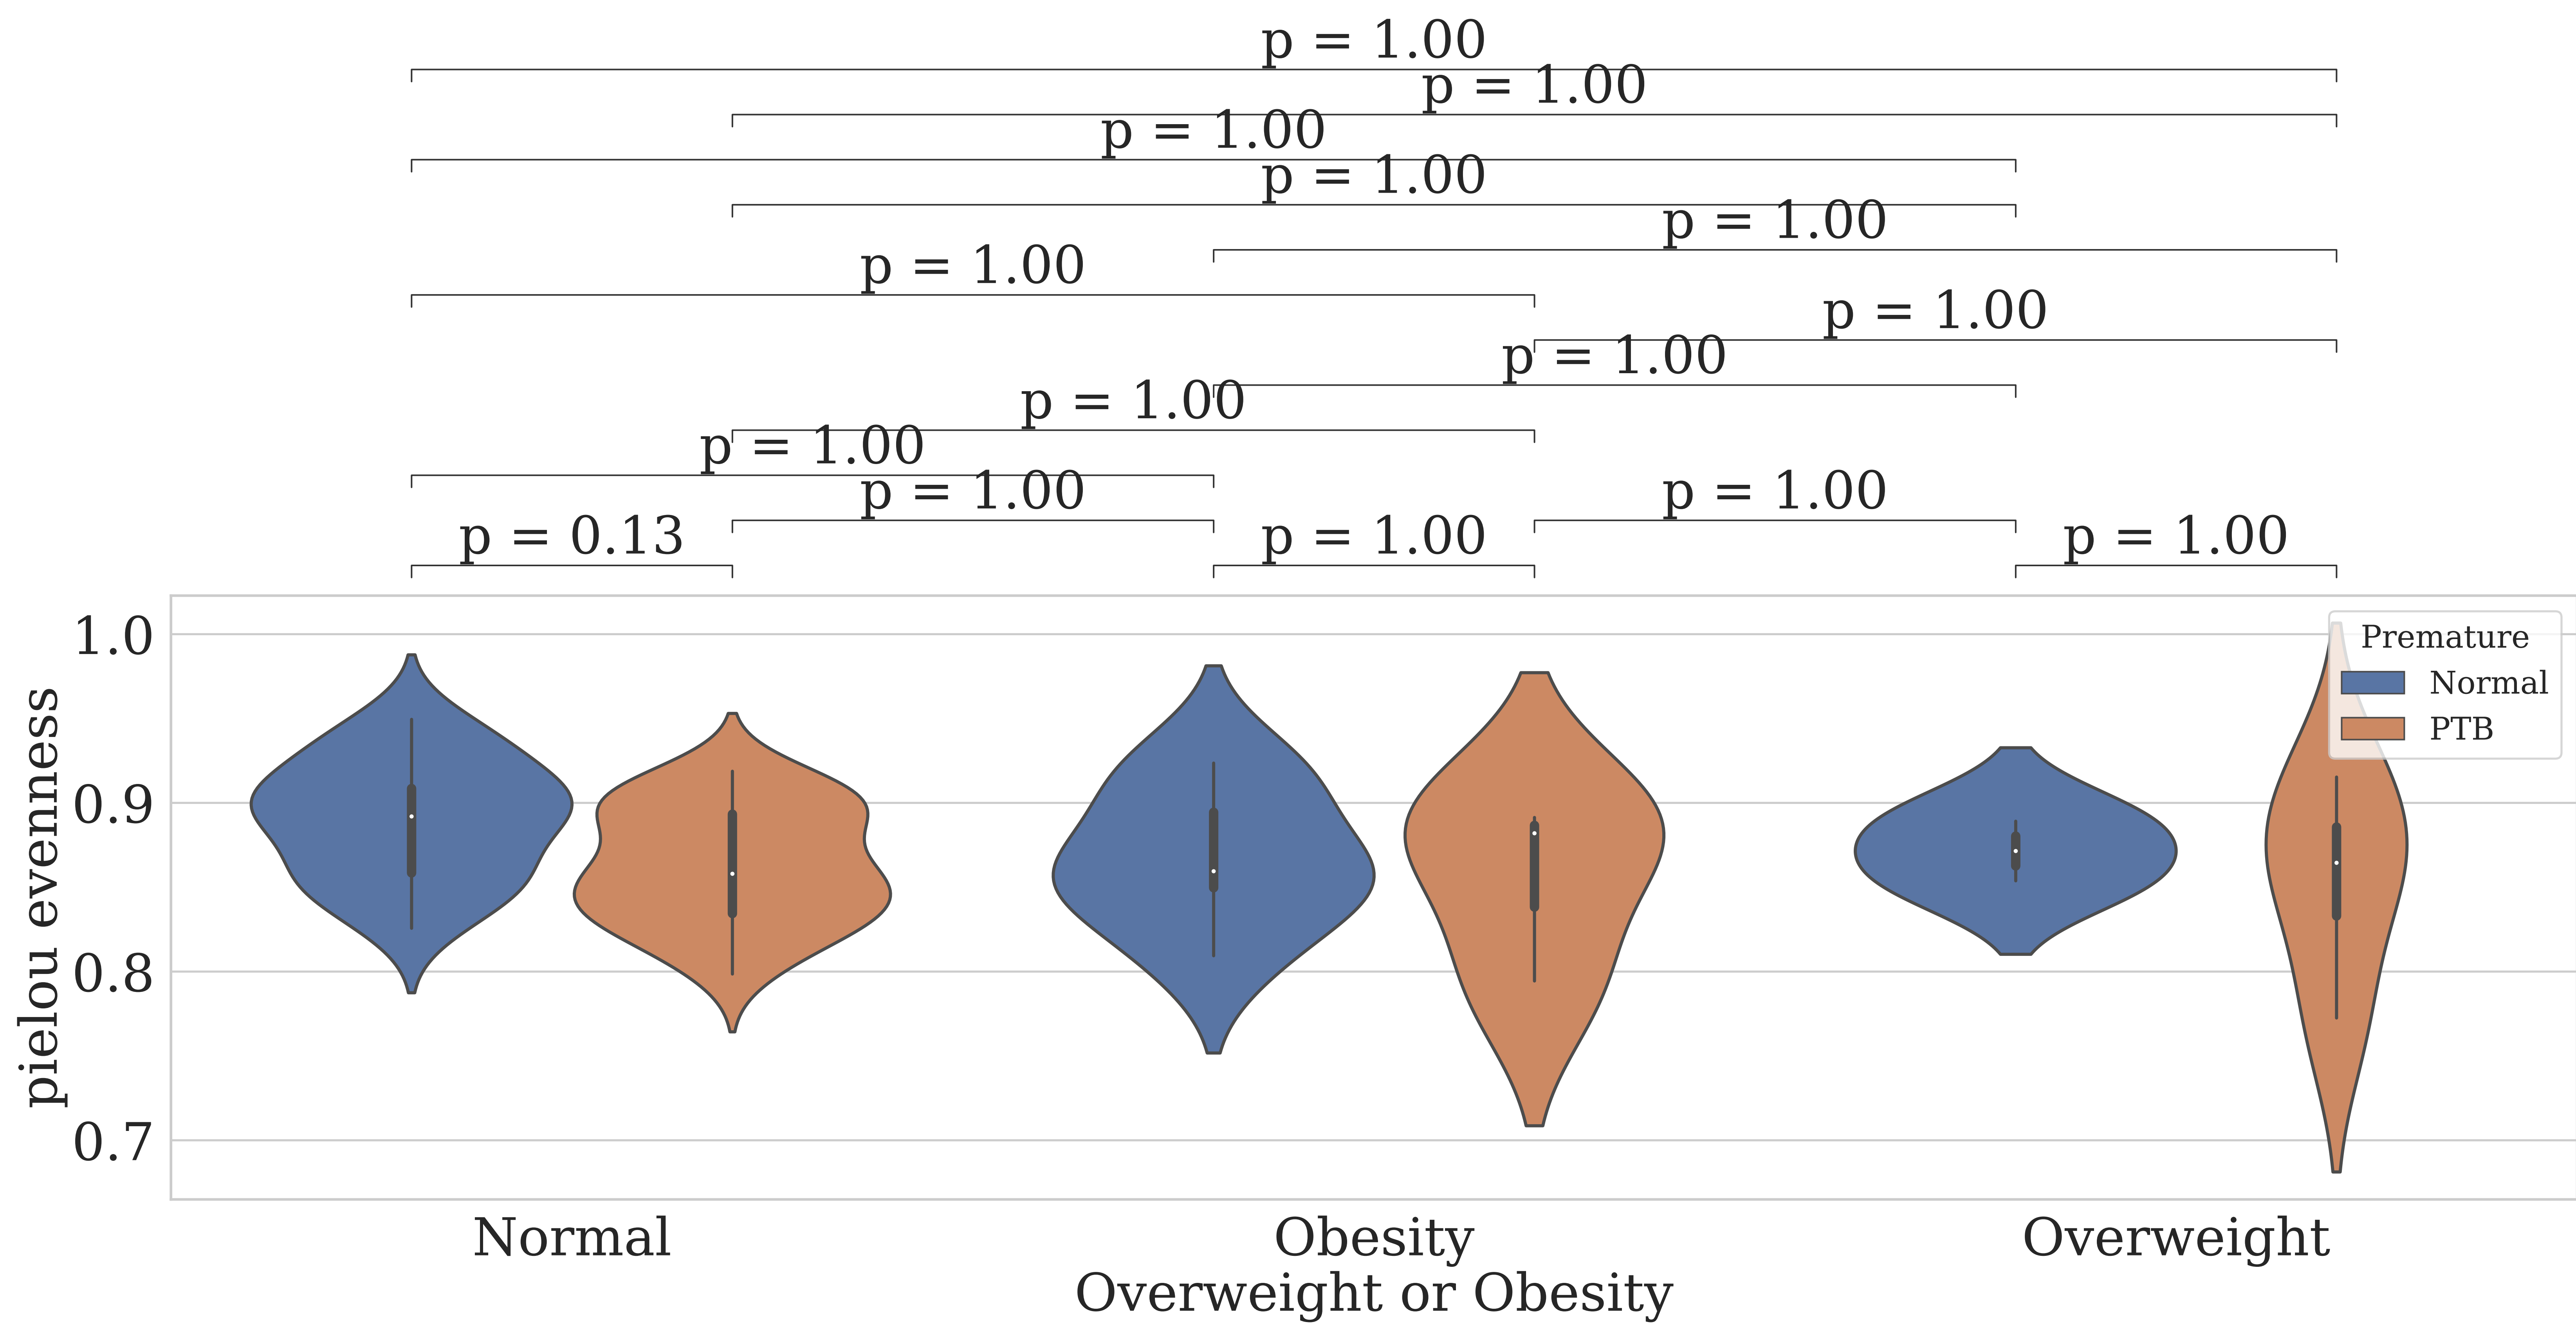 p = 1.00
p = 1.00
p = 1.00
p = 1.00
p = 1.00
p = 1.00
p = 1.00
p = 1.00
p = 1.00
p = 1.00
p = 1.00
p = 1.00
p = 0.13
p = 1.00
p = 1.00
1.0
0.9
0.8
0.7
pielou evenness
Premature
Normal
PTB
Normal
Obesity
Overweight
Overweight or Obesity